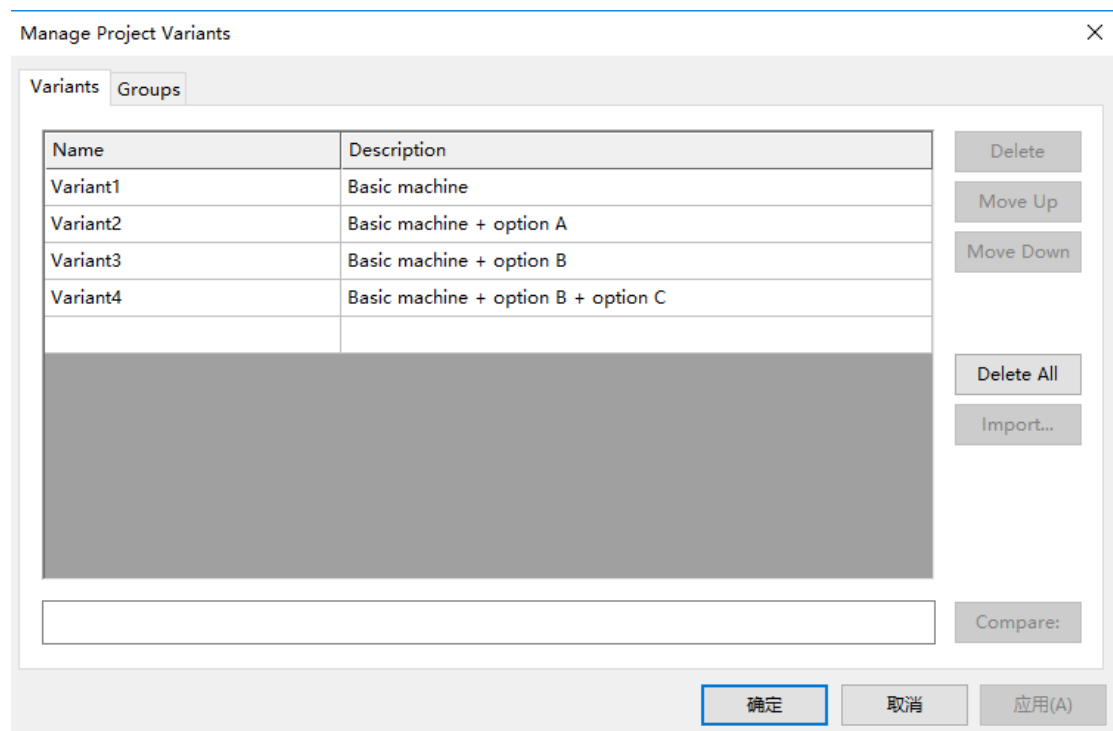 Manage Project Variants
Variants Groups
Name Description Delete
Variant1 Basic machine
Move Up
Variant2 Basic machine + option A
Variant3 Basic machine + option B Move Down
Variant4 Basic machine + option B + option C
Delete All
Import...
Compare:
确定 取消 应用(A)